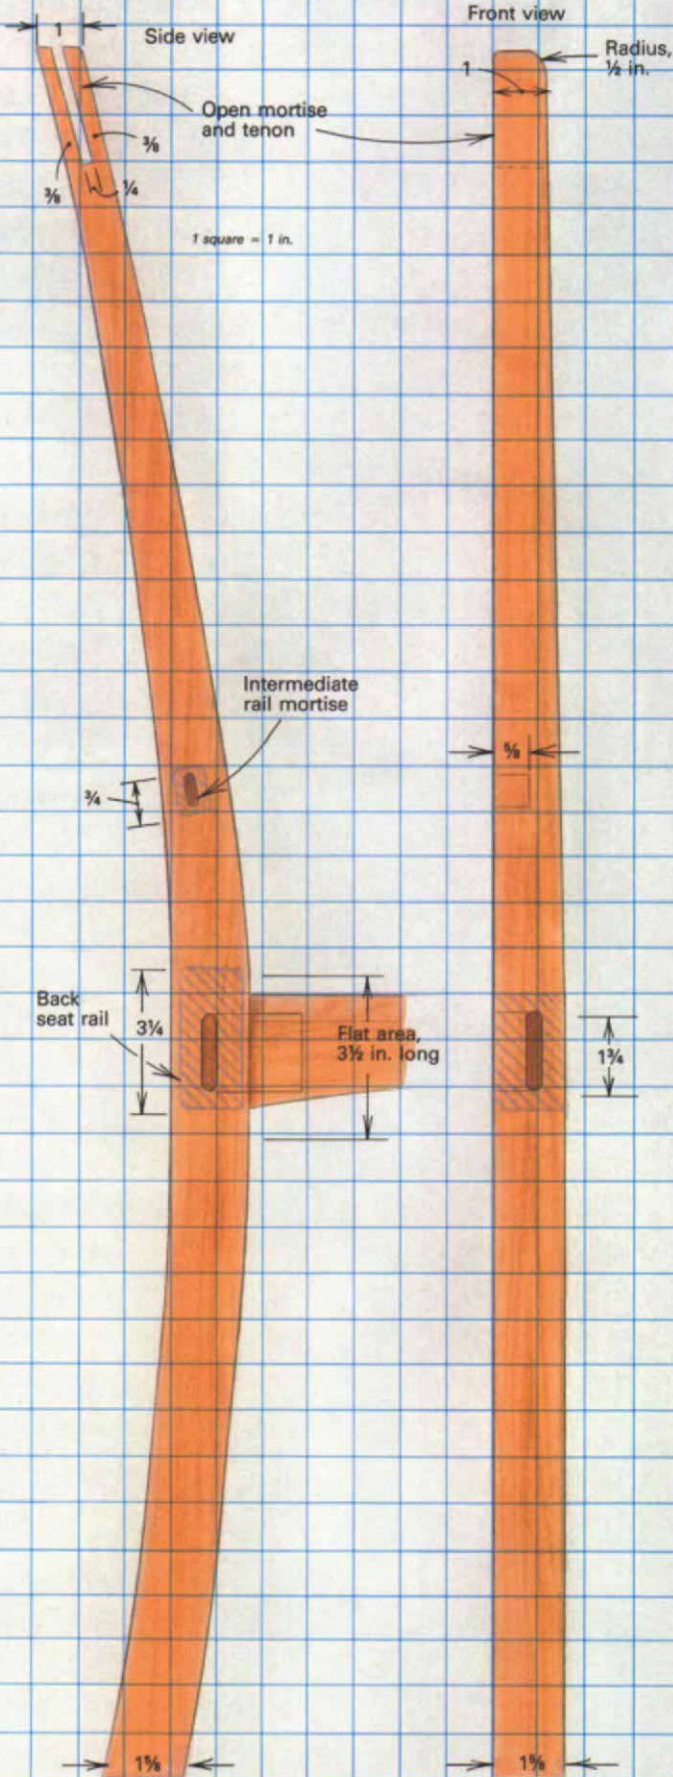 Front view
1
Side view
Radius,
½ in.
1
Open mortise
and tenon
⅜
⅜
¼
1 square = 1 in.
Intermediate
rail mortise
⅝
¾
Back
seat rail
3¼
Flat area,
3½ in. long
1¾
1⅝
1⅝